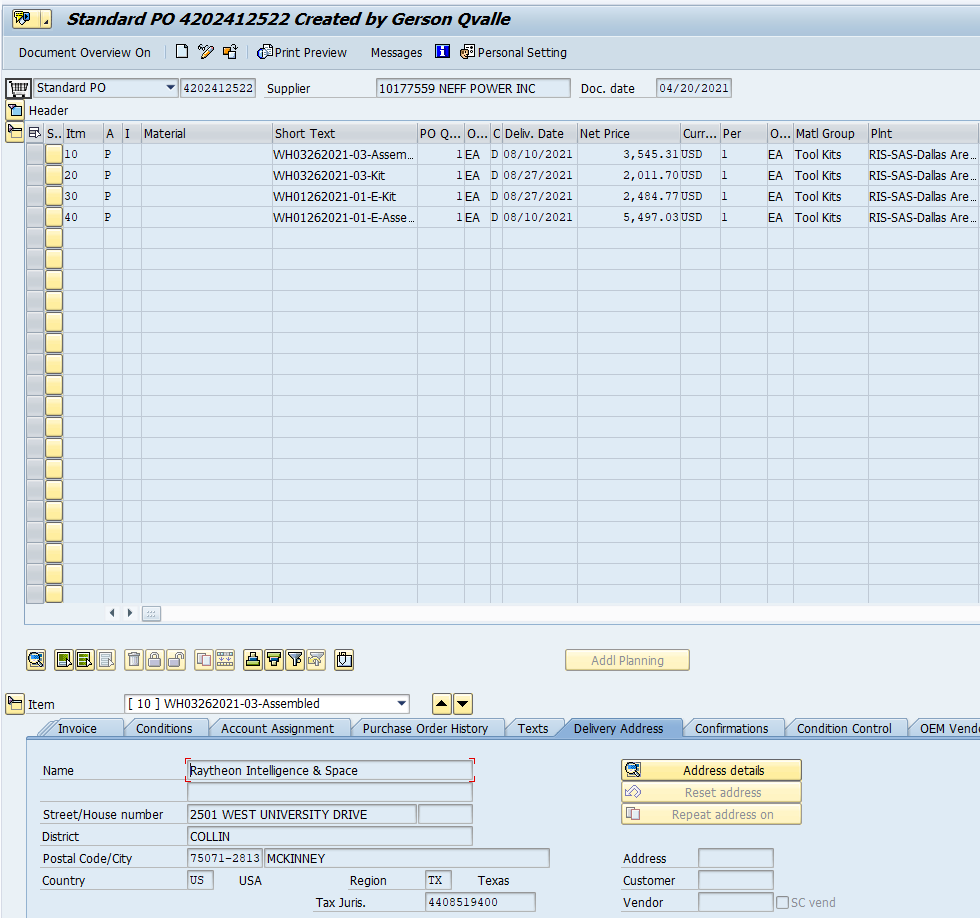 Standard PO 4202412522 Created by Gerson Qvalle
Document Overview On Print Preview Messages Personal Setting
Standard PO 4202412522 Supplier 10177559 NEFF POWER INC Doc. date 04/20/2021
Header
S.. Itm A I Material Short Text PO Q... O... C Deliv. Date Net Price Curr... Per O... Matl Group Plnt
10 P WH03262021-03-Assem... 1 EA D 08/10/2021 3,545.31 USD 1 EA Tool Kits RIS-SAS-Dallas Are...
20 P WH03262021-03-Kit 1 EA D 08/27/2021 2,011.70 USD 1 EA Tool Kits RIS-SAS-Dallas Are...
30 P WH01262021-01-E-Kit 1 EA D 08/27/2021 2,484.77 USD 1 EA Tool Kits RIS-SAS-Dallas Are...
40 P WH01262021-01-E-Asse... 1 EA D 08/10/2021 5,497.03 USD 1 EA Tool Kits RIS-SAS-Dallas Are...
Addl Planning
Item [ 10 ] WH03262021-03-Assembled
Invoice Conditions Account Assignment Purchase Order History Texts Delivery Address Confirmations Condition Control OEM Vend
Name Raytheon Intelligence & Space Address details
Reset address
Street/House number 2501 WEST UNIVERSITY DRIVE Repeat address on
District COLLIN
Postal Code/City 75071-2813 MCKINNEY Address
Country US USA Region TX Texas Customer
Tax Juris. 4408519400 Vendor SC vend